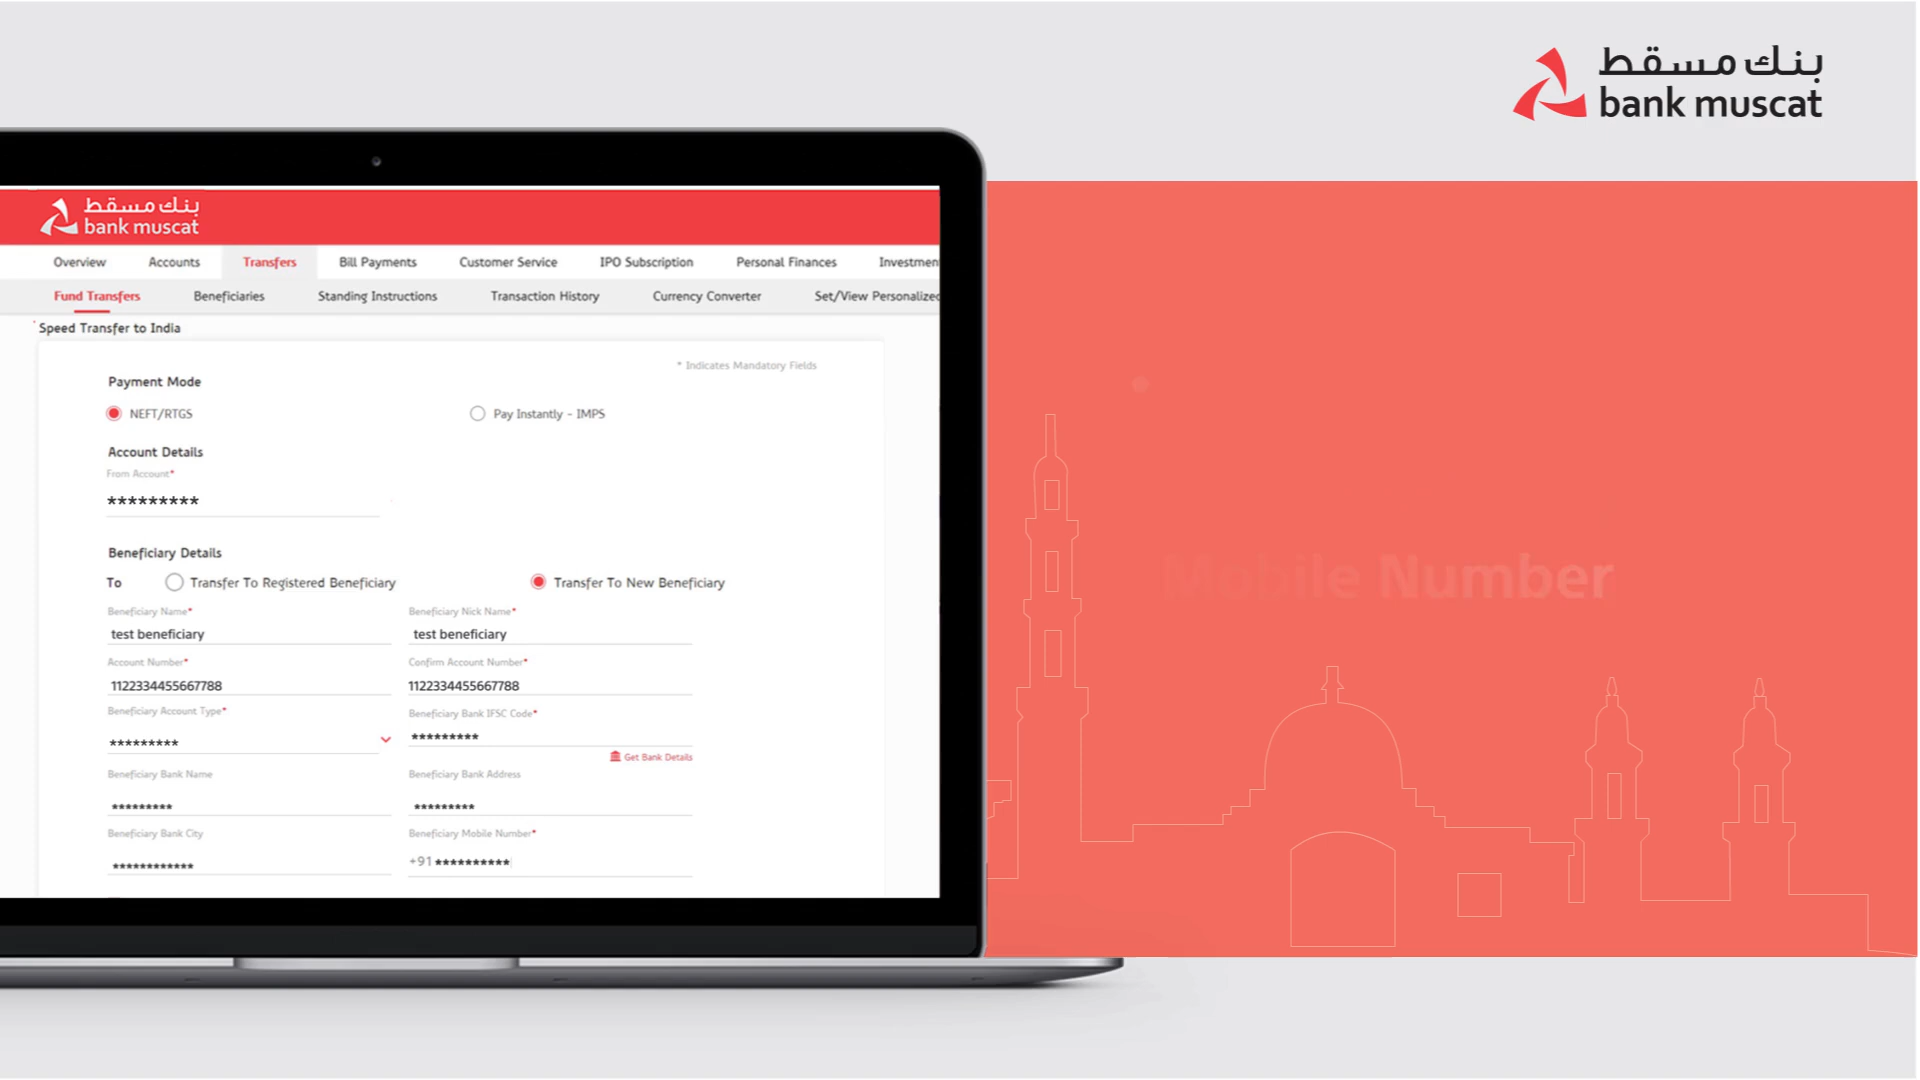 بنك مسقط
bank muscat
بنك مسقط
bank muscat
Overview Accounts Transfers Bill Payments Customer Service IPO Subscription Personal Finances Investmen
Fund Transfers Beneficiaries Standing Instructions Transaction History Currency Converter Set/View Personalized
* Speed Transfer to India
* Indicates Mandatory Fields
Payment Mode
NEFT/RTGS Pay Instantly - IMPS
Account Details
From Account*
*********
Beneficiary Details
To Transfer To Registered Beneficiary Transfer To New Beneficiary
Beneficiary Name* Beneficiary Nick Name*
test beneficiary test beneficiary
Account Number* Confirm Account Number*
1122334455667788 1122334455667788
Beneficiary Account Type* Beneficiary Bank IFSC Code*
********* *********
Get Bank Details
Beneficiary Bank Name Beneficiary Bank Address
********* *********
Beneficiary Bank City Beneficiary Mobile Number*
************ +91 **********
Mobile Number